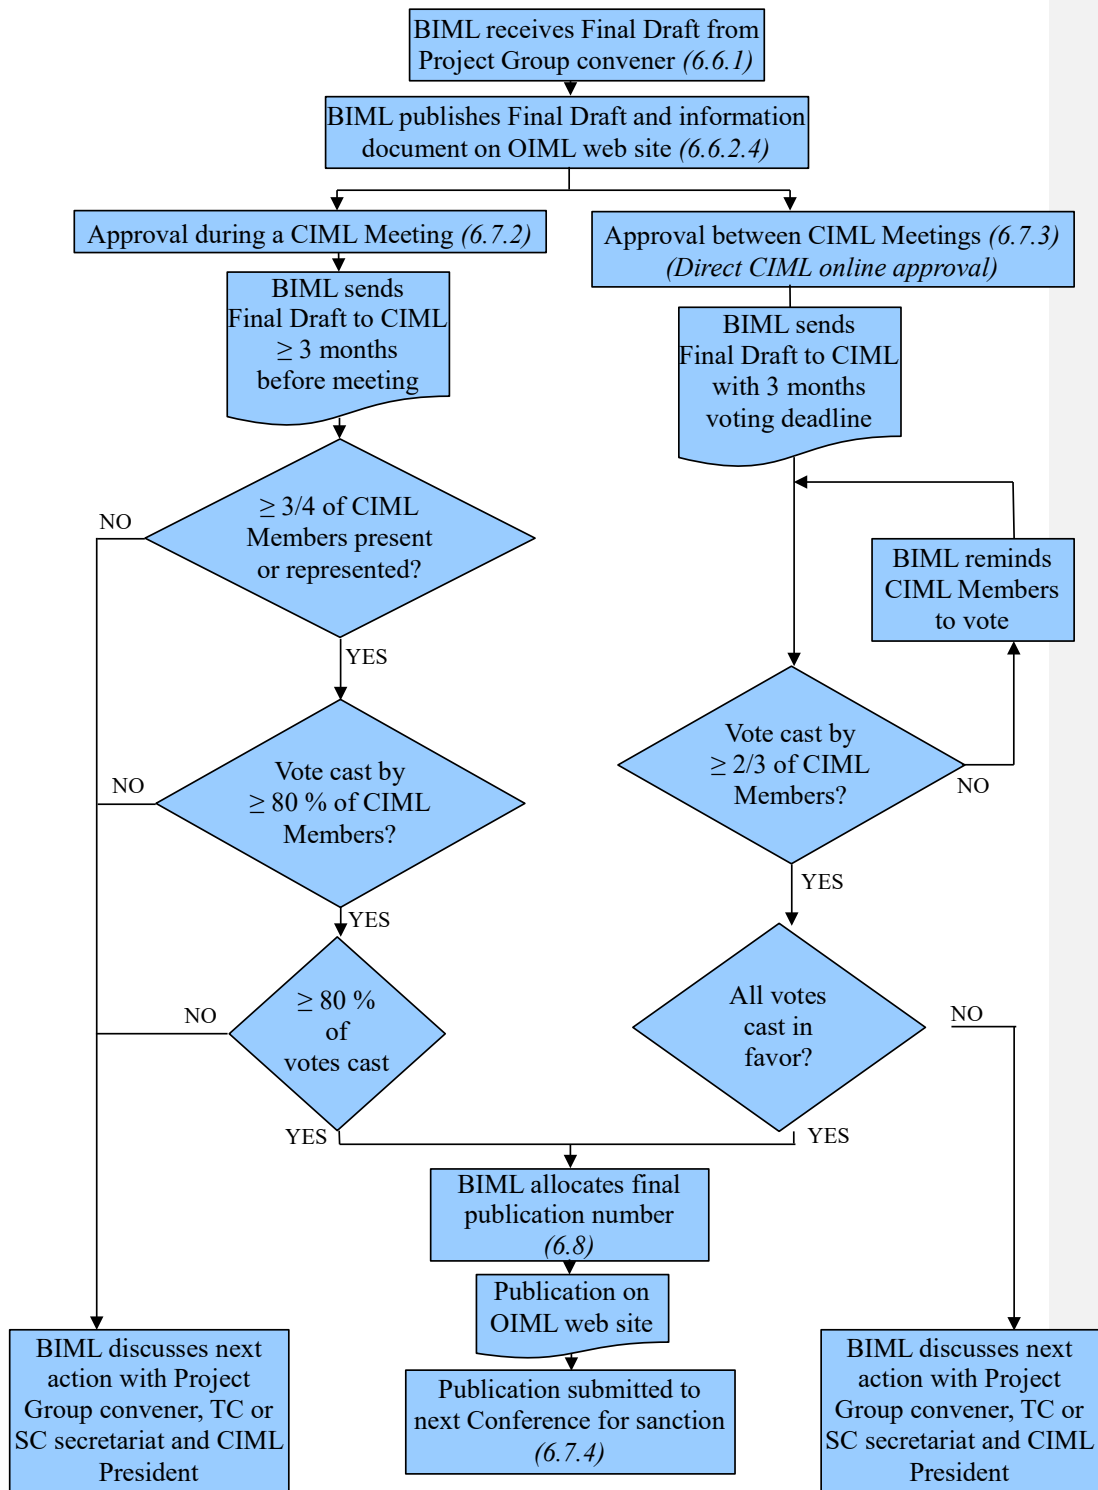 BIML receives Final Draft from
Project Group convener (6.6.1)
BIML publishes Final Draft and information
document on OIML web site (6.6.2.4)
Approval during a CIML Meeting (6.7.2)
Approval between CIML Meetings (6.7.3)
(Direct CIML online approval)
BIML sends
Final Draft to CIML
≥ 3 months
before meeting
BIML sends
Final Draft to CIML
with 3 months
voting deadline
≥ 3/4 of CIML
Members present
or represented?
NO
YES
BIML reminds
CIML Members
to vote
Vote cast by
≥ 80 % of CIML
Members?
NO
YES
Vote cast by
≥ 2/3 of CIML
Members?
NO
YES
≥ 80 %
of
votes cast
NO
YES
All votes
cast in
favor?
NO
YES
BIML allocates final
publication number
(6.8)
Publication on
OIML web site
Publication submitted to
next Conference for sanction
(6.7.4)
BIML discusses next
action with Project
Group convener, TC or
SC secretariat and CIML
President
BIML discusses next
action with Project
Group convener, TC or
SC secretariat and CIML
President